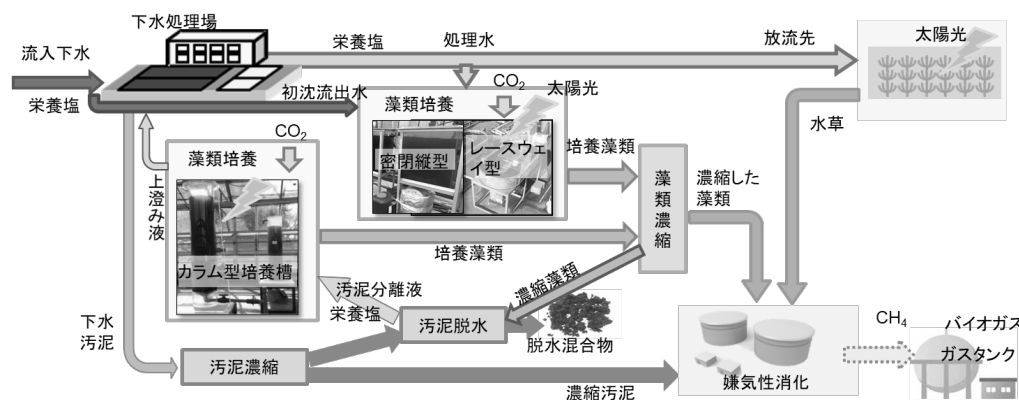 下水処理場
流入下水
栄養塩
栄養塩
処理水
放流先
太陽光
水草
初沈流出水
藻類培養
CO2
太陽光
密閉縦型
レースウェ
イ型
培養藻類
藻類濃縮
濃縮した
藻類
CO2
藻類培養
上澄み液
カラム型培養槽
培養藻類
濃縮藻類
汚泥分離液
栄養塩
汚泥脱水
脱水混合物
下水
汚泥
汚泥濃縮
濃縮汚泥
嫌気性消化
CH4
バイオガス
ガスタンク